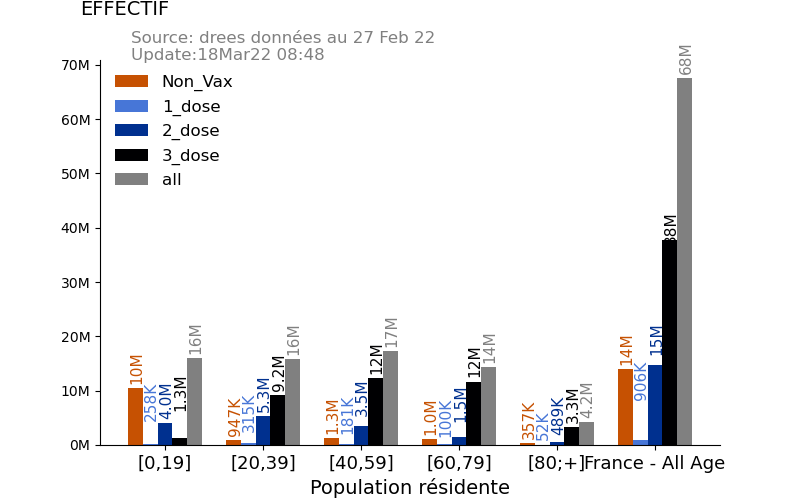 EFFECTIF
Source: drees données au 27 Feb 22
Update:18Mar22 08:48
70M
60M
50M
40M
30M
20M
10M
0M
Non_Vax
1_dose
2_dose
3_dose
all
10M
258K
4.0M
1.3M
16M
947K
315K
5.3M
9.2M
16M
1.3M
181K
3.5M
12M
17M
1.0M
100K
1.5M
12M
14M
357K
52K
489K
3.3M
4.2M
14M
906K
15M
38M
68M
[0,19]
[20,39]
[40,59]
[60,79]
[80;+]
France - All Age
Population résidente